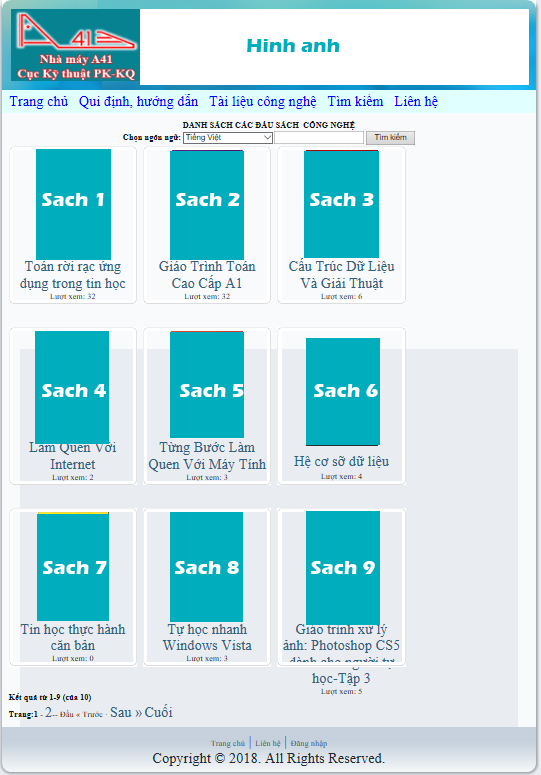 A41
Nhà máy A41
Cục Kỹ thuật PK-KQ
Hinh anh
Trang chủ Qui định, hướng dẫn Tài liệu công nghệ Tìm kiếm Liên hệ
DANH SÁCH CÁC ĐẦU SÁCH CÔNG NGHỆ
Chọn ngôn ngữ: Tiếng Việt Tìm kiếm
Sach 1
Toán rời rạc ứng
dụng trong tin học
Lượt xem: 32
Sach 2
Giáo Trình Toán
Cao Cấp A1
Lượt xem: 32
Sach 3
Cấu Trúc Dữ Liệu
Và Giải Thuật
Lượt xem: 6
Sach 4
Làm Quen Với
Internet
Lượt xem: 2
Sach 5
Từng Bước Làm
Quen Với Máy Tính
Lượt xem: 3
Sach 6
Hệ cơ sở dữ liệu
Lượt xem: 4
Sach 7
Tin học thực hành
căn bản
Lượt xem: 0
Sach 8
Tự học nhanh
Windows Vista
Lượt xem: 3
Sach 9
Giáo trình xử lý
ảnh: Photoshop CS5
dành cho người tự
học-Tập 3
Lượt xem: 5
Kết quả từ 1-9 (của 10)
Trang:1 - 2-- Đầu « Trước · Sau » Cuối
Trang chủ | Liên hệ | Đăng nhập
Copyright © 2018. All Rights Reserved.